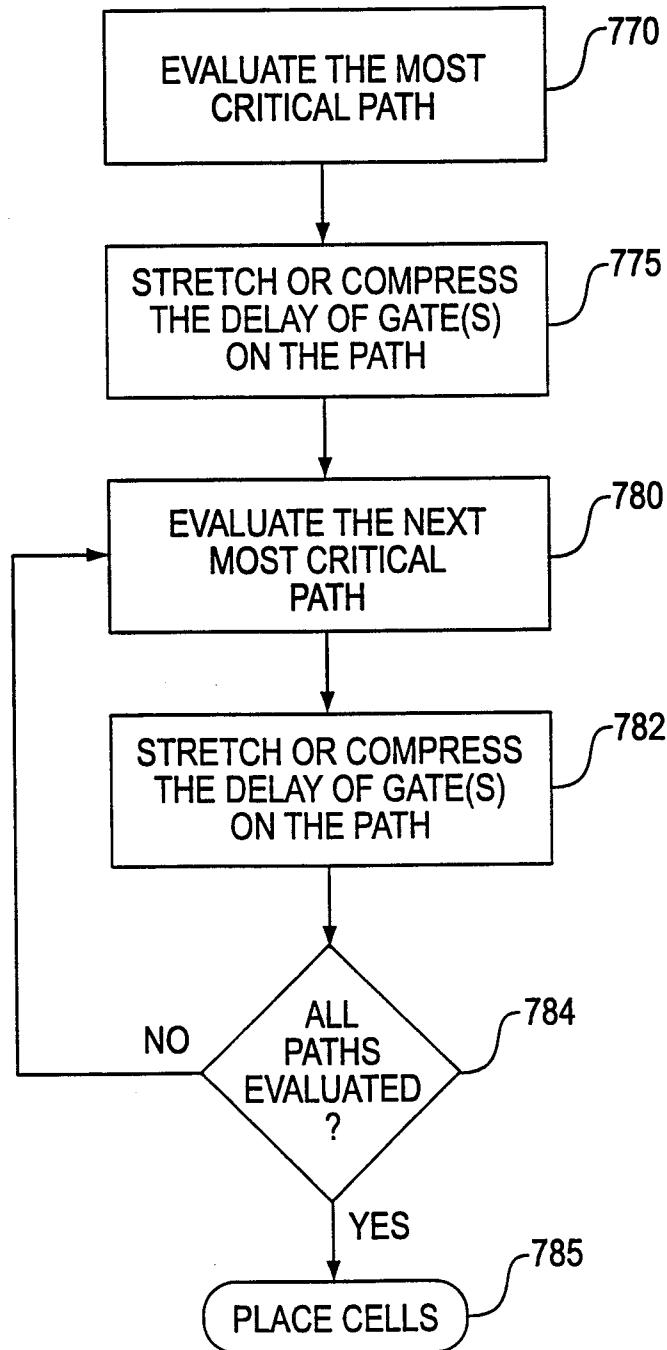 770
EVALUATE THE MOST
CRITICAL PATH
775
STRETCH OR COMPRESS
THE DELAY OF GATE(S)
ON THE PATH
780
EVALUATE THE NEXT
MOST CRITICAL
PATH
782
STRETCH OR COMPRESS
THE DELAY OF GATE(S)
ON THE PATH
784
NO
ALL
PATHS
EVALUATED
?
YES
785
PLACE CELLS